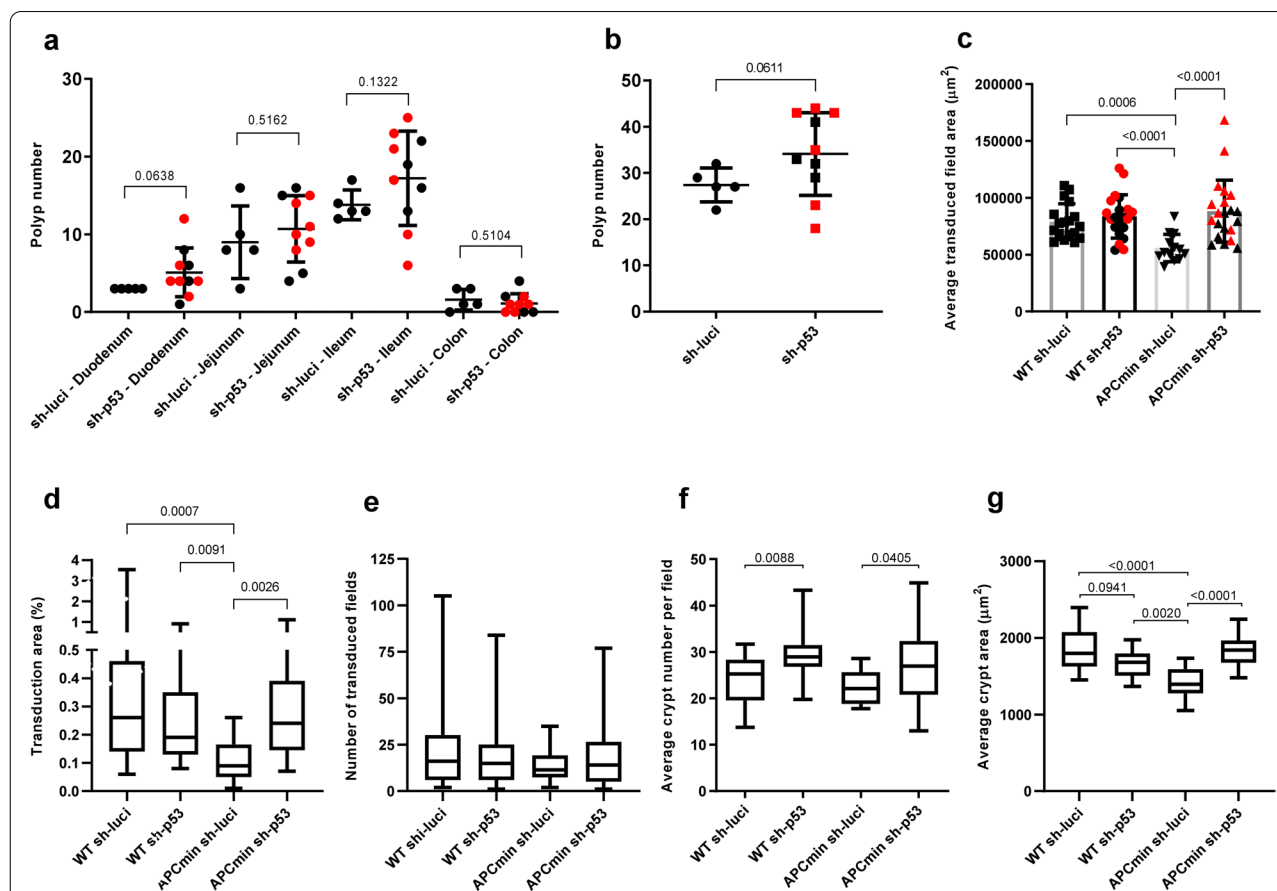 a
Polyp number
30
20
10
0
0.0638
0.5162
0.1322
0.5104
sh-luci - Duodenum
sh-p53 - Duodenum
sh-luci - Jejunum
sh-p53 - Jejunum
sh-luci - Ileum
sh-p53 - Ileum
sh-luci - Colon
sh-p53 - Colon
b
Polyp number
50
40
30
20
10
0
0.0611
sh-luci
sh-p53
c
Average transduced field area (μm²)
200000
150000
100000
50000
0
<0.0001
0.0006
<0.0001
WT sh-luci
WT sh-p53
APCmin sh-luci
APCmin sh-p53
d
Transduction area (%)
4
3
2
1
0.5
0.4
0.3
0.2
0.1
0.0
0.0007
0.0091
0.0026
WT sh-luci
WT sh-p53
APCmin sh-luci
APCmin sh-p53
e
Number of transduced fields
125
100
75
50
25
0
WT shi-luci
WT sh-p53
APCmin sh-luci
APCmin sh-p53
f
Average crypt number per field
50
40
30
20
10
0
0.0088
0.0405
WT sh-luci
WT sh-p53
APCmin sh-luci
APCmin sh-p53
g
Average crypt area (μm²)
3000
2000
1000
0
<0.0001
0.0941
<0.0001
0.0020
WT sh-luci
WT sh-p53
APCmin sh-luci
APCmin sh-p53